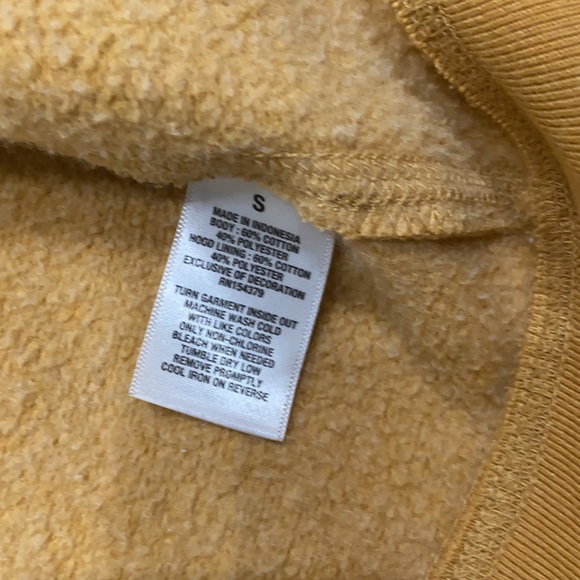 S
MADE IN INDONESIA
BODY : 60% COTTON
40% POLYESTER
HOOD LINING : 60% COTTON
40% POLYESTER
EXCLUSIVE OF DECORATION
RN154379
TURN GARMENT INSIDE OUT
MACHINE WASH COLD
WITH LIKE COLORS
ONLY NON-CHLORINE
BLEACH WHEN NEEDED
TUMBLE DRY LOW
REMOVE PROMPTLY
COOL IRON ON REVERSE